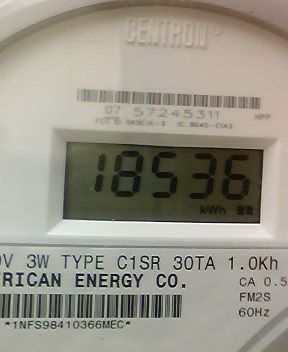 CENTRON®
07 57245311 HPP
18536
kWh
0V 3W TYPE C1SR 30TA 1.0Kh
RICAN ENERGY CO. CA 0.5
FM2S
*1NFS98410366MEC* 60Hz